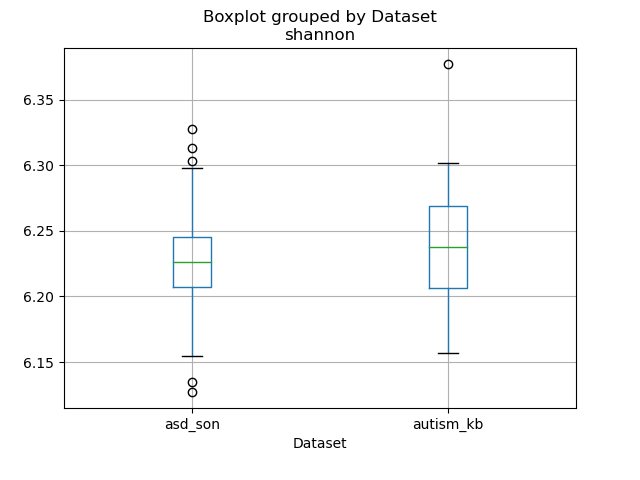 Boxplot grouped by Dataset
shannon
6.35
6.30
6.25
6.20
6.15
asd_son
autism_kb
Dataset